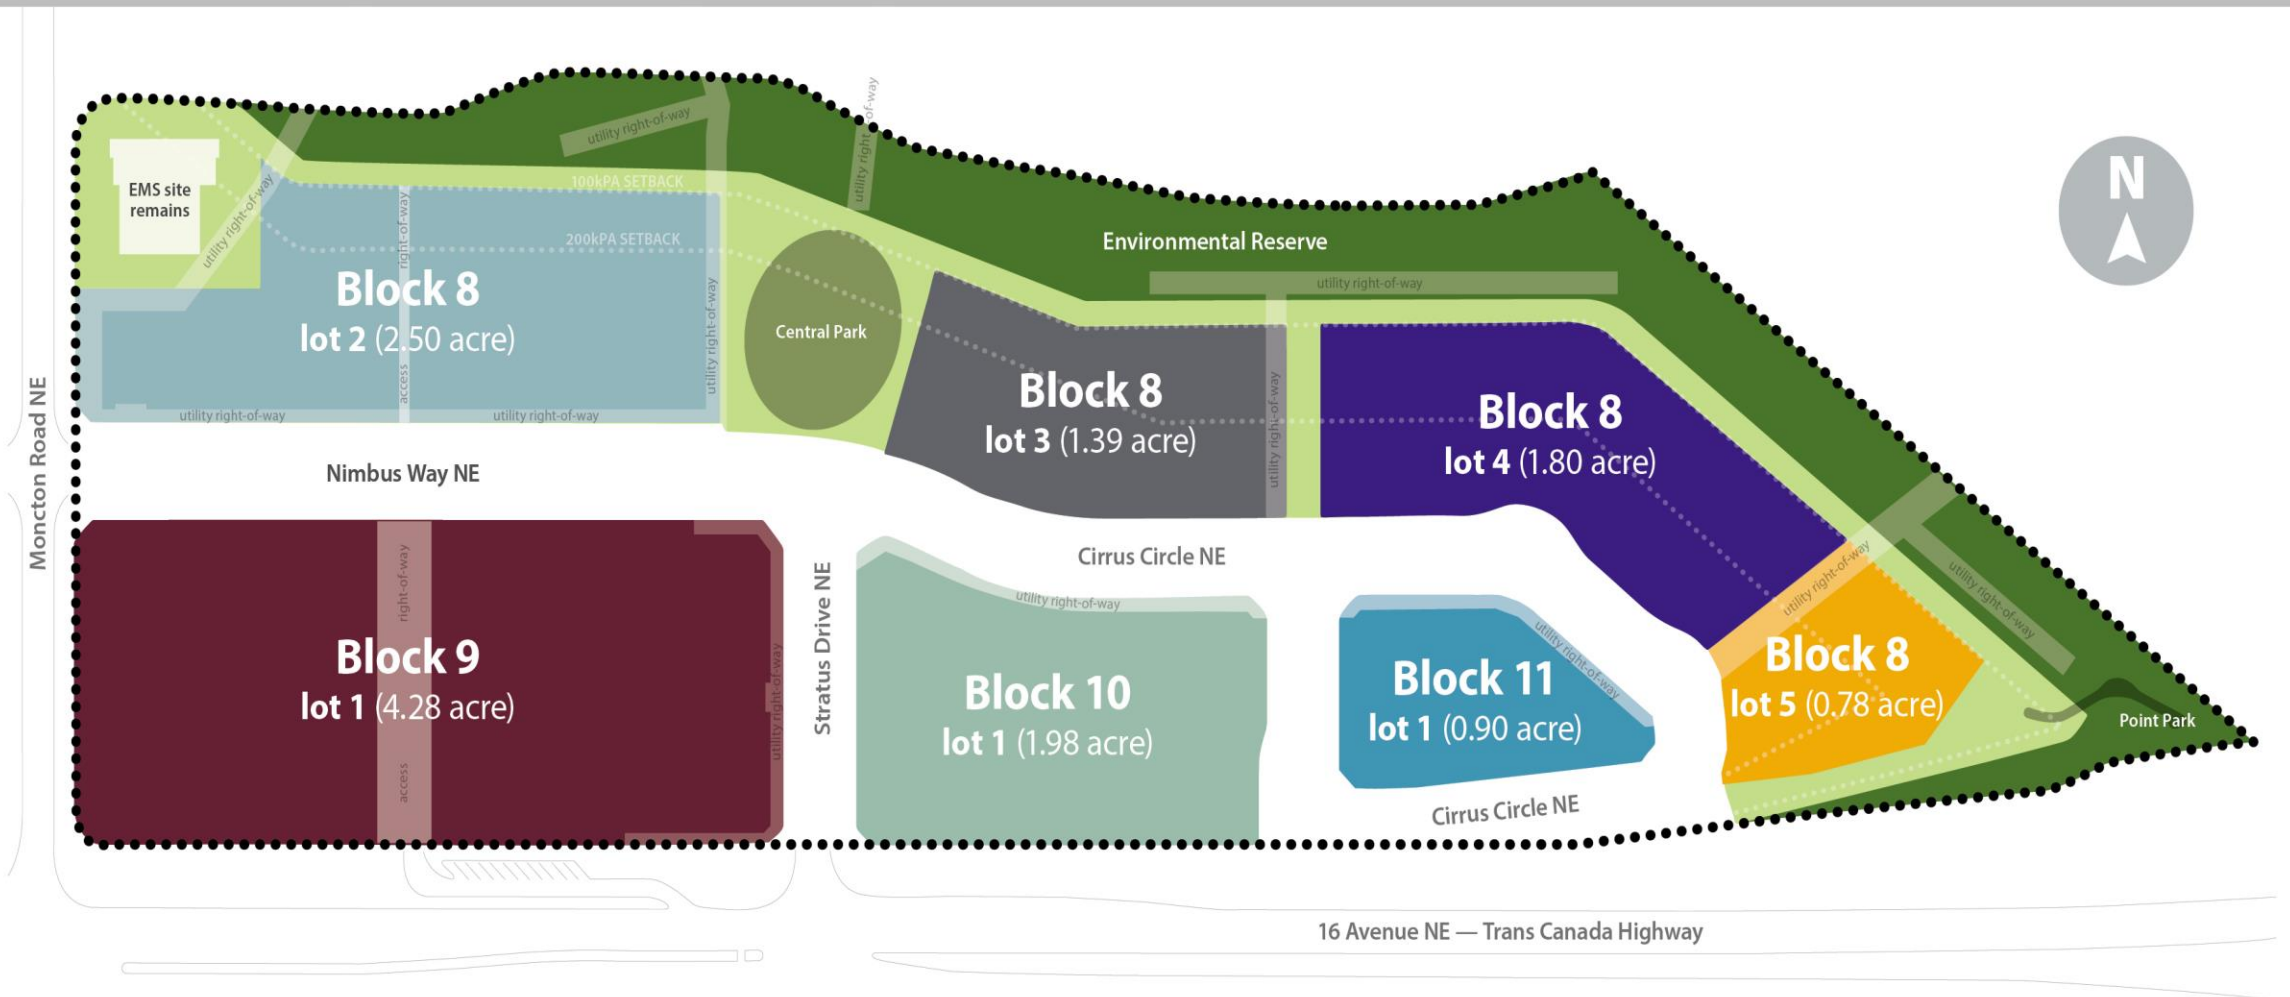 utility right-of-way
utility right-of-way
N
EMS site
remains
utility right-of-way
100kPA SETBACK
200kPA SETBACK
access
right-of-way
Block 8
lot 2 (2.50 acre)
utility right-of-way
utility right-of-way
utility right-of-way
Central Park
Environmental Reserve
utility right-of-way
Block 8
lot 3 (1.39 acre)
utility right-of-way
Block 8
lot 4 (1.80 acre)
Moncton Road NE
Nimbus Way NE
Cirrus Circle NE
utility right-of-way
utility right-of-way
Block 8
lot 5 (0.78 acre)
Point Park
Block 9
lot 1 (4.28 acre)
access
right-of-way
utility right-of-way
Stratus Drive NE
utility right-of-way
Block 10
lot 1 (1.98 acre)
utility right-of-way
Block 11
lot 1 (0.90 acre)
Cirrus Circle NE
16 Avenue NE — Trans Canada Highway